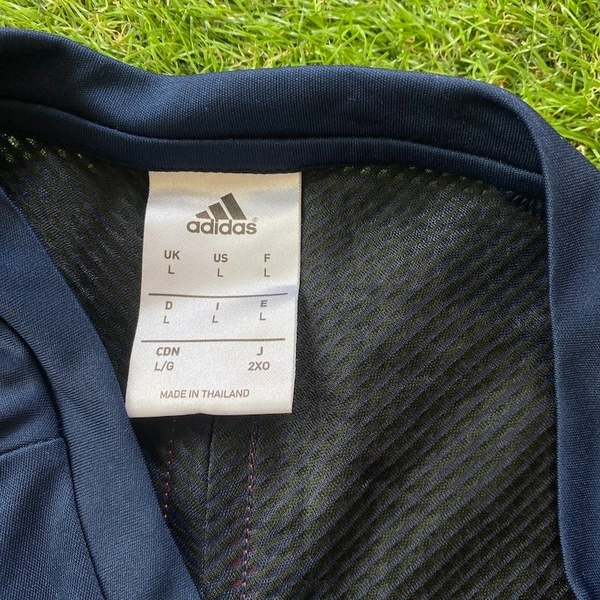 adidas®
UK US F
L L L
D I E
L L L
CDN J
L/G 2XO
MADE IN THAILAND